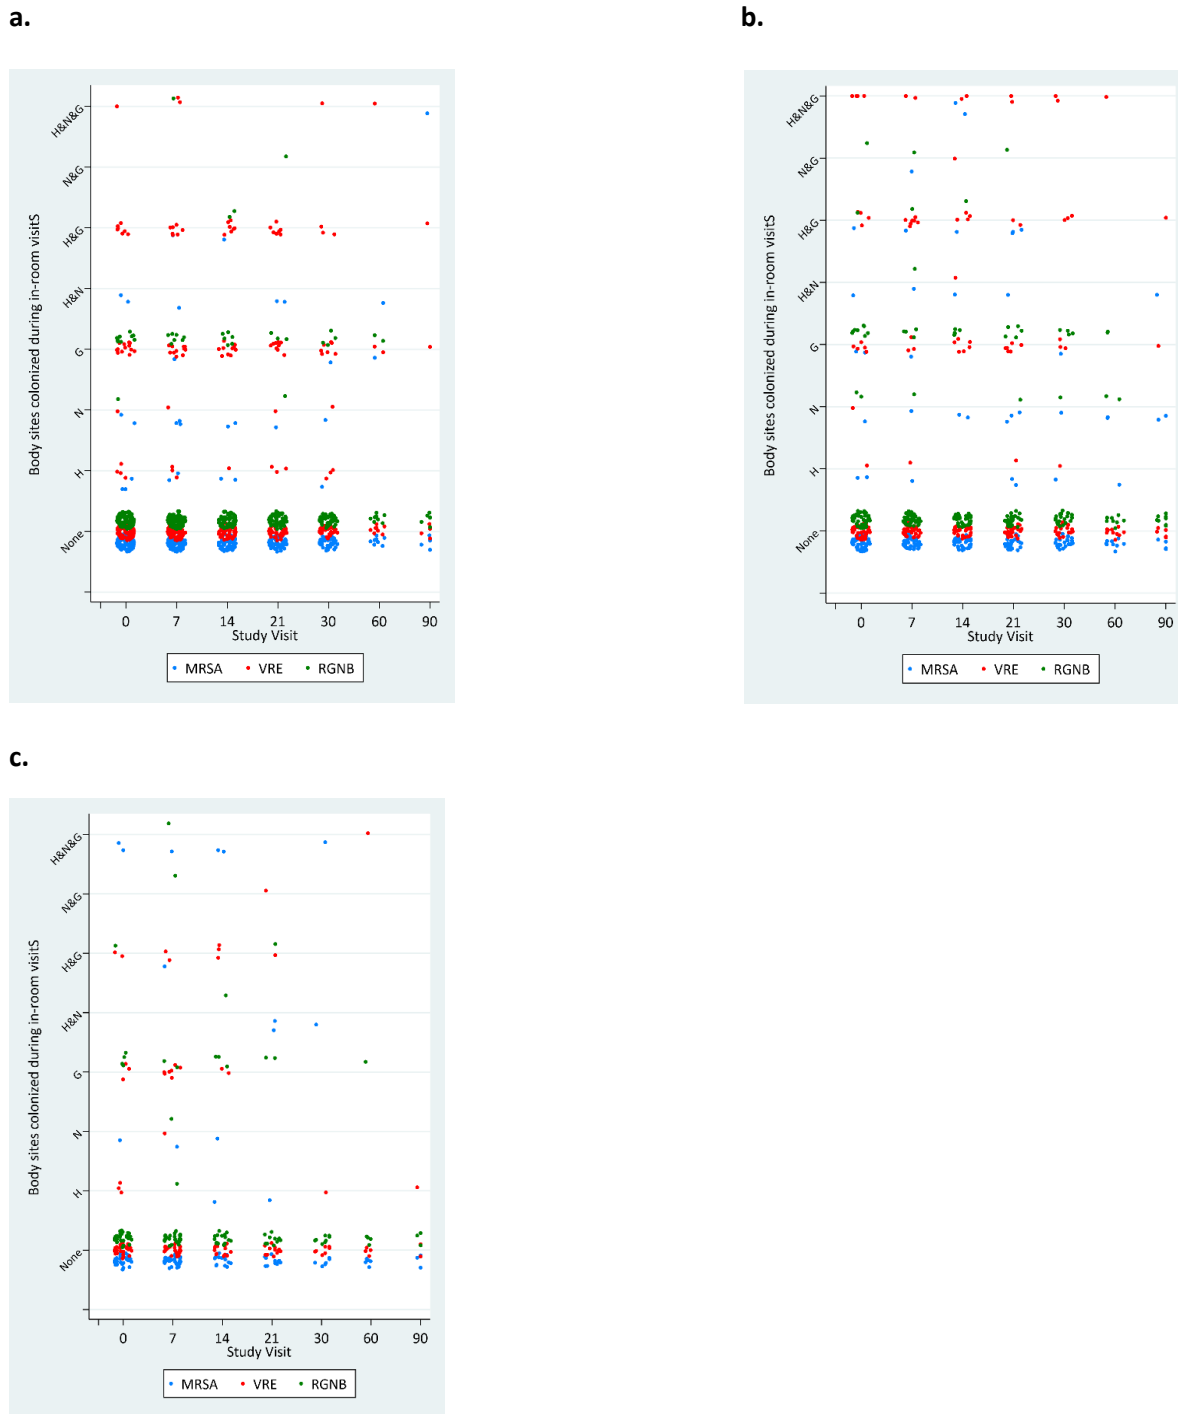 a.
Body sites colonized during in-room visitS
H&N&G
N&G
H&G
H&N
G
N
H
None
0 7 14 21 30 60 90
Study Visit
MRSA VRE RGNB
b.
Body sites colonized during in-room visitS
H&N&G
N&G
H&G
H&N
G
N
H
None
0 7 14 21 30 60 90
Study Visit
MRSA VRE RGNB
c.
Body sites colonized during in-room visitS
H&N&G
N&G
H&G
H&N
G
N
H
None
0 7 14 21 30 60 90
Study Visit
MRSA VRE RGNB